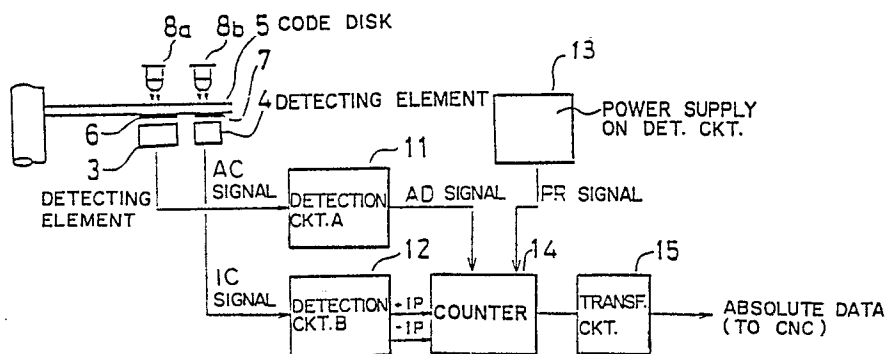 8a
8b
5 CODE DISK
7
4 DETECTING ELEMENT
6
3
DETECTING
ELEMENT
AC
SIGNAL
IC
SIGNAL
11
DETECTION
CKT.A
AD SIGNAL
12
DETECTION
CKT.B
+IP
-IP
13
POWER SUPPLY
ON DET. CKT.
PR SIGNAL
14
COUNTER
15
TRANSF.
CKT.
ABSOLUTE DATA
(TO CNC)